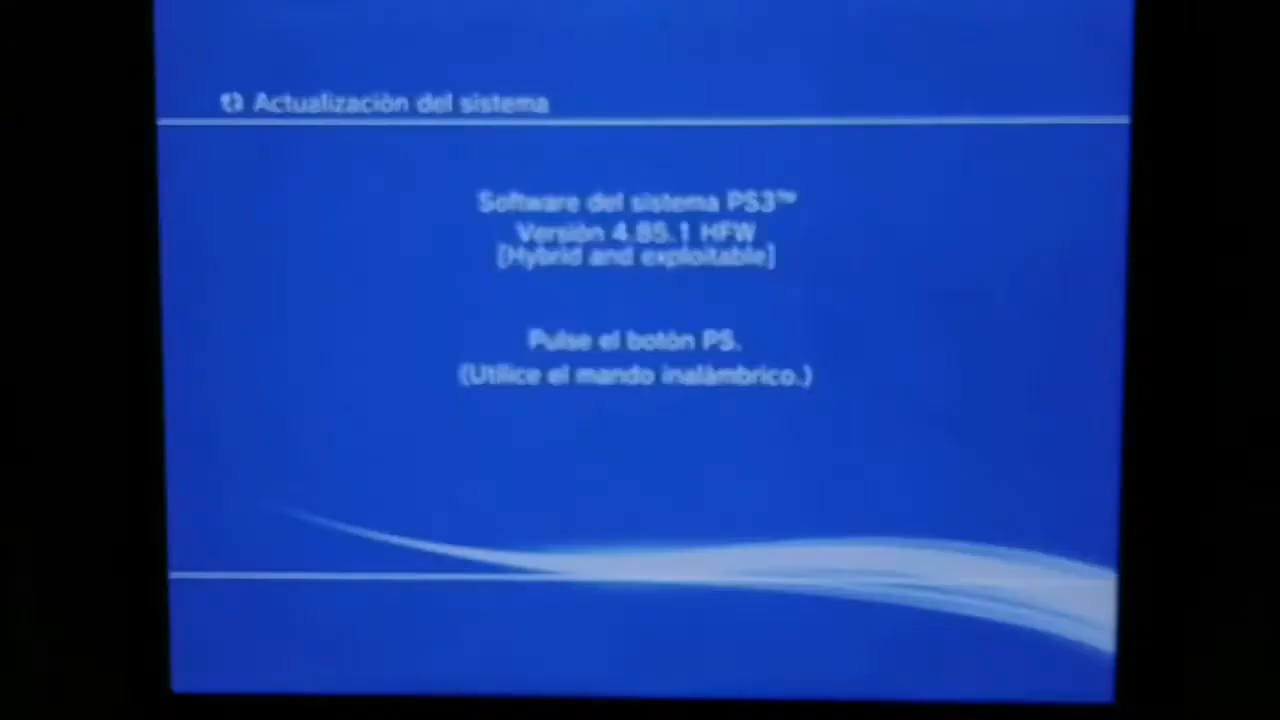 Actualización del sistema
Software del sistema PS3™
Versión 4.85.1 HFW
[Hybrid and exploitable]
Pulse el botón PS.
(Utilice el mando inalámbrico.)